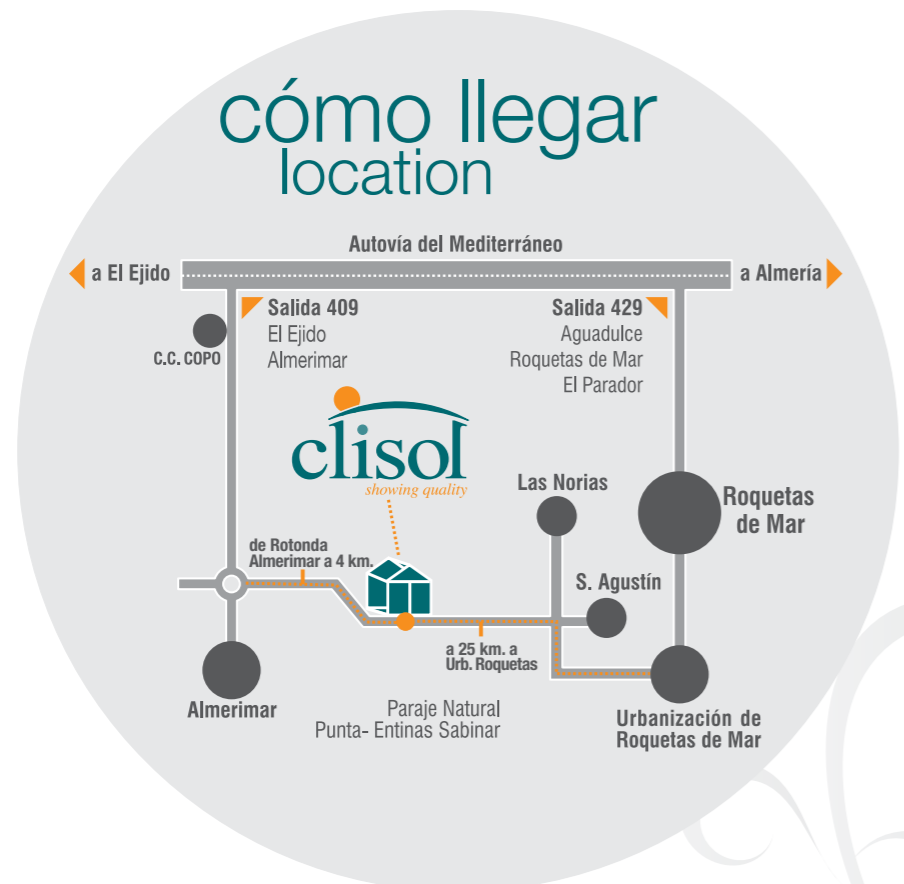 cómo llegar
location
Autovía del Mediterráneo
a El Ejido
a Almería
Salida 409
El Ejido
Almerimar
Salida 429
Aguadulce
Roquetas de Mar
El Parador
C.C. COPO
clisol
showing quality
Las Norias
Roquetas
de Mar
de Rotonda
Almerimar a 4 km.
S. Agustín
a 25 km. a
Urb. Roquetas
Almerimar
Paraje Natural
Punta- Entinas Sabinar
Urbanización de
Roquetas de Mar